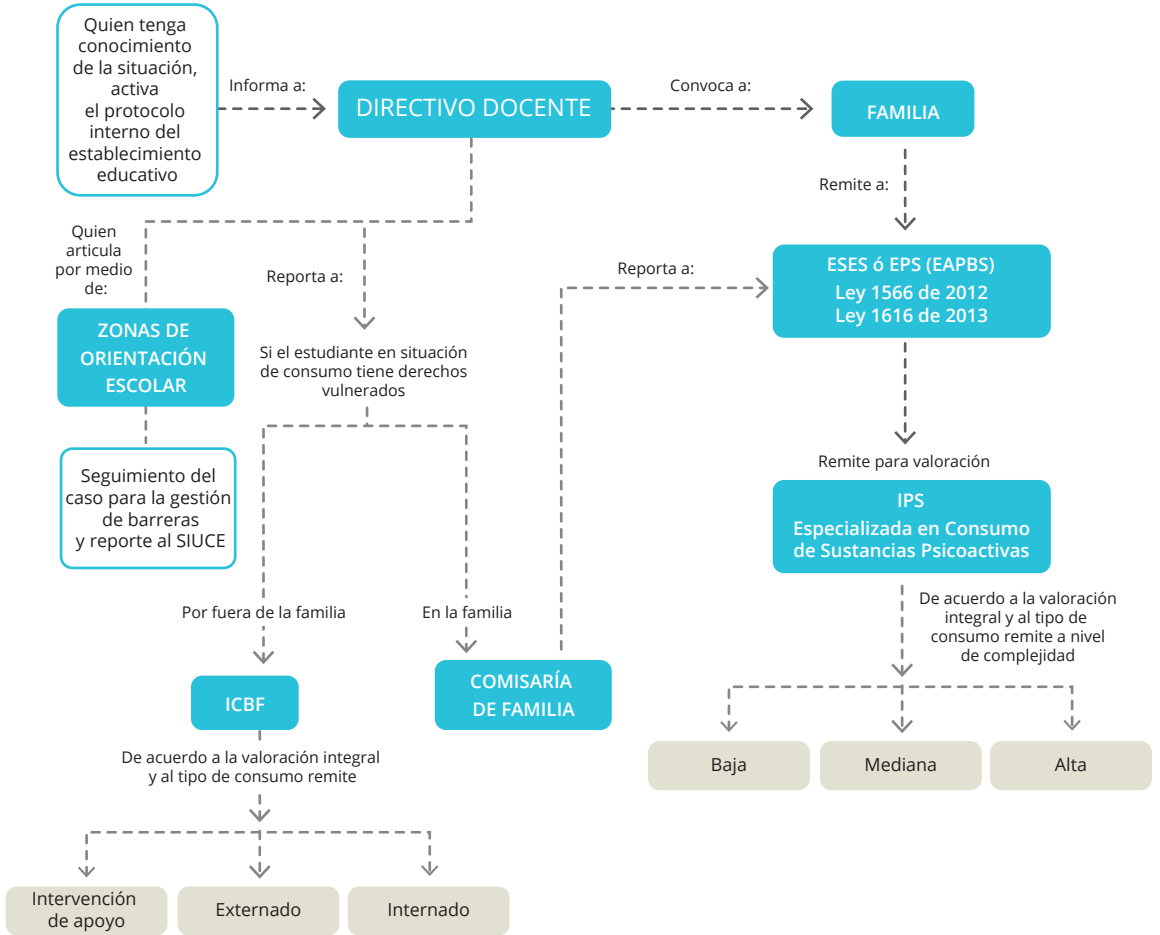 Quien tenga
conocimiento
de la situación,
activa
el protocolo
interno del
establecimiento
educativo
Informa a:
DIRECTIVO DOCENTE
Convoca a:
FAMILIA
Remite a:
Quien
articula
por medio
de:
Reporta a:
Reporta a:
ESES ó EPS (EAPBS)
Ley 1566 de 2012
Ley 1616 de 2013
ZONAS DE
ORIENTACIÓN
ESCOLAR
Si el estudiante en situación
de consumo tiene derechos
vulnerados
Seguimiento del
caso para la gestión
de barreras
y reporte al SIUCE
Remite para valoración
IPS
Especializada en Consumo
de Sustancias Psicoactivas
Por fuera de la familia
En la familia
De acuerdo a la valoración
integral y al tipo de
consumo remite a nivel
de complejidad
ICBF
COMISARÍA
DE FAMILIA
De acuerdo a la valoración integral
y al tipo de consumo remite
Baja
Mediana
Alta
Intervención
de apoyo
Externado
Internado